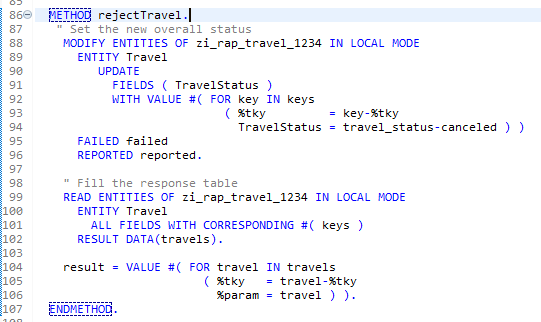 85
86 METHOD rejectTravel.
87 " Set the new overall status
88 MODIFY ENTITIES OF zi_rap_travel_1234 IN LOCAL MODE
89 ENTITY Travel
90 UPDATE
91 FIELDS ( TravelStatus )
92 WITH VALUE #( FOR key IN keys
93 ( %tky = key-%tky
94 TravelStatus = travel_status-canceled ) )
95 FAILED failed
96 REPORTED reported.
97
98 " Fill the response table
99 READ ENTITIES OF zi_rap_travel_1234 IN LOCAL MODE
100 ENTITY Travel
101 ALL FIELDS WITH CORRESPONDING #( keys )
102 RESULT DATA(travels).
103
104 result = VALUE #( FOR travel IN travels
105 ( %tky = travel-%tky
106 %param = travel ) ).
107 ENDMETHOD.
108